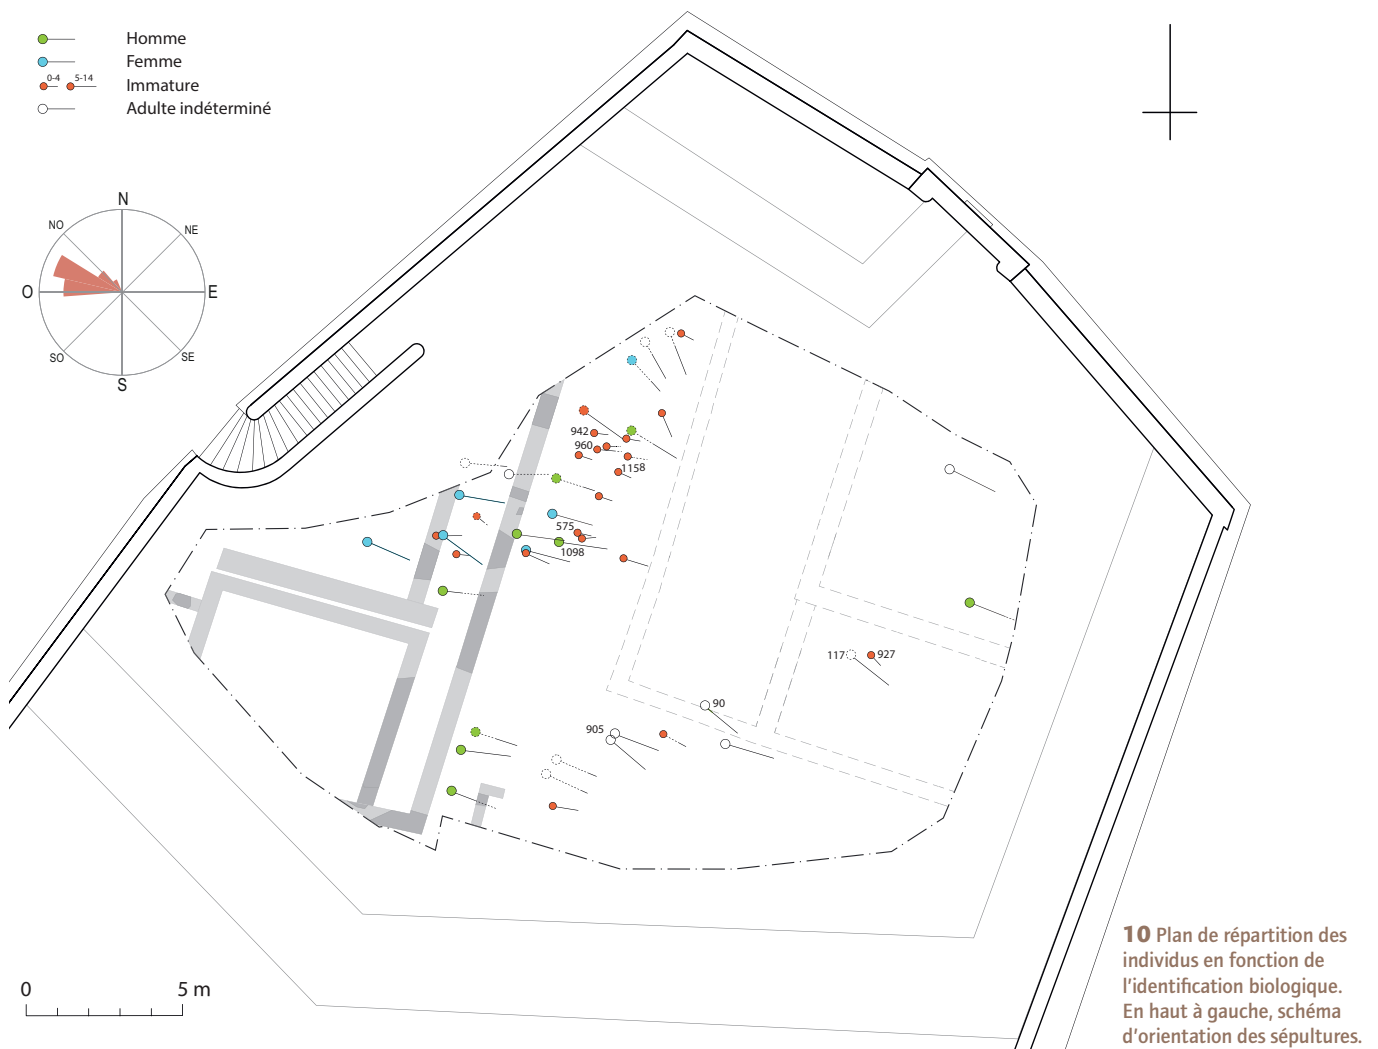 Homme
Femme
0-4 5-14
Immature
Adulte indéterminé
N
NO
NE
O
E
SO
SE
S
942
960
1158
575
1098
117
927
90
905
0 5 m
10 Plan de répartition des
individus en fonction de
l'identification biologique.
En haut à gauche, schéma
d'orientation des sépultures.